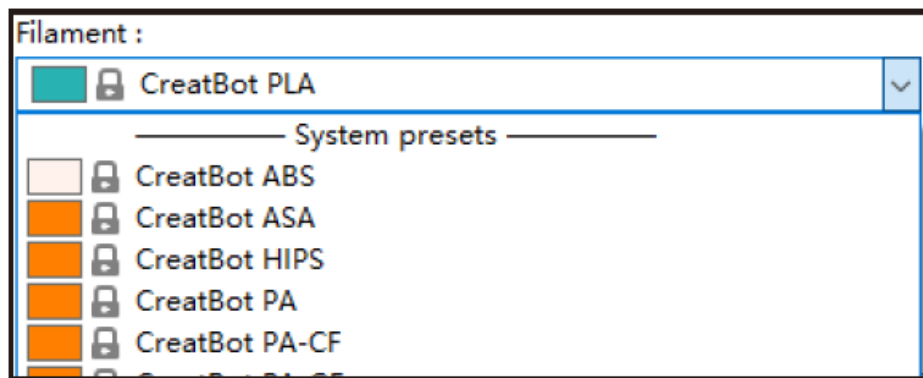 Filament :
CreatBot PLA
System presets
CreatBot ABS
CreatBot ASA
CreatBot HIPS
CreatBot PA
CreatBot PA-CF